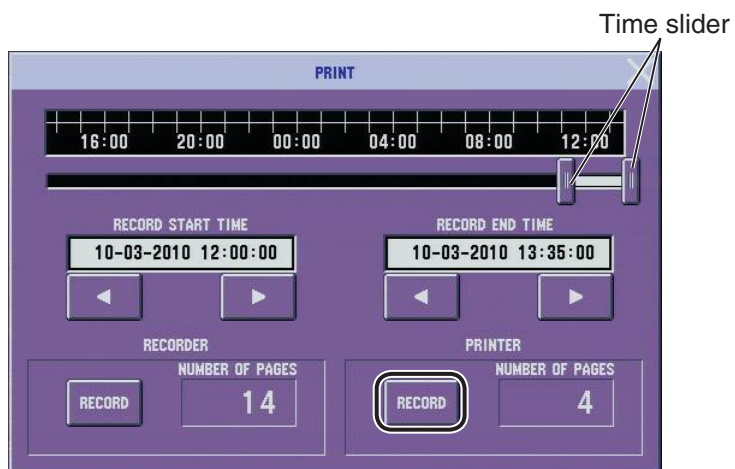 Time slider
PRINT
16:00 20:00 00:00 04:00 08:00 12:00
RECORD START TIME RECORD END TIME
10-03-2010 12:00:00 10-03-2010 13:35:00
RECORDER PRINTER
NUMBER OF PAGES NUMBER OF PAGES
RECORD 14 RECORD 4